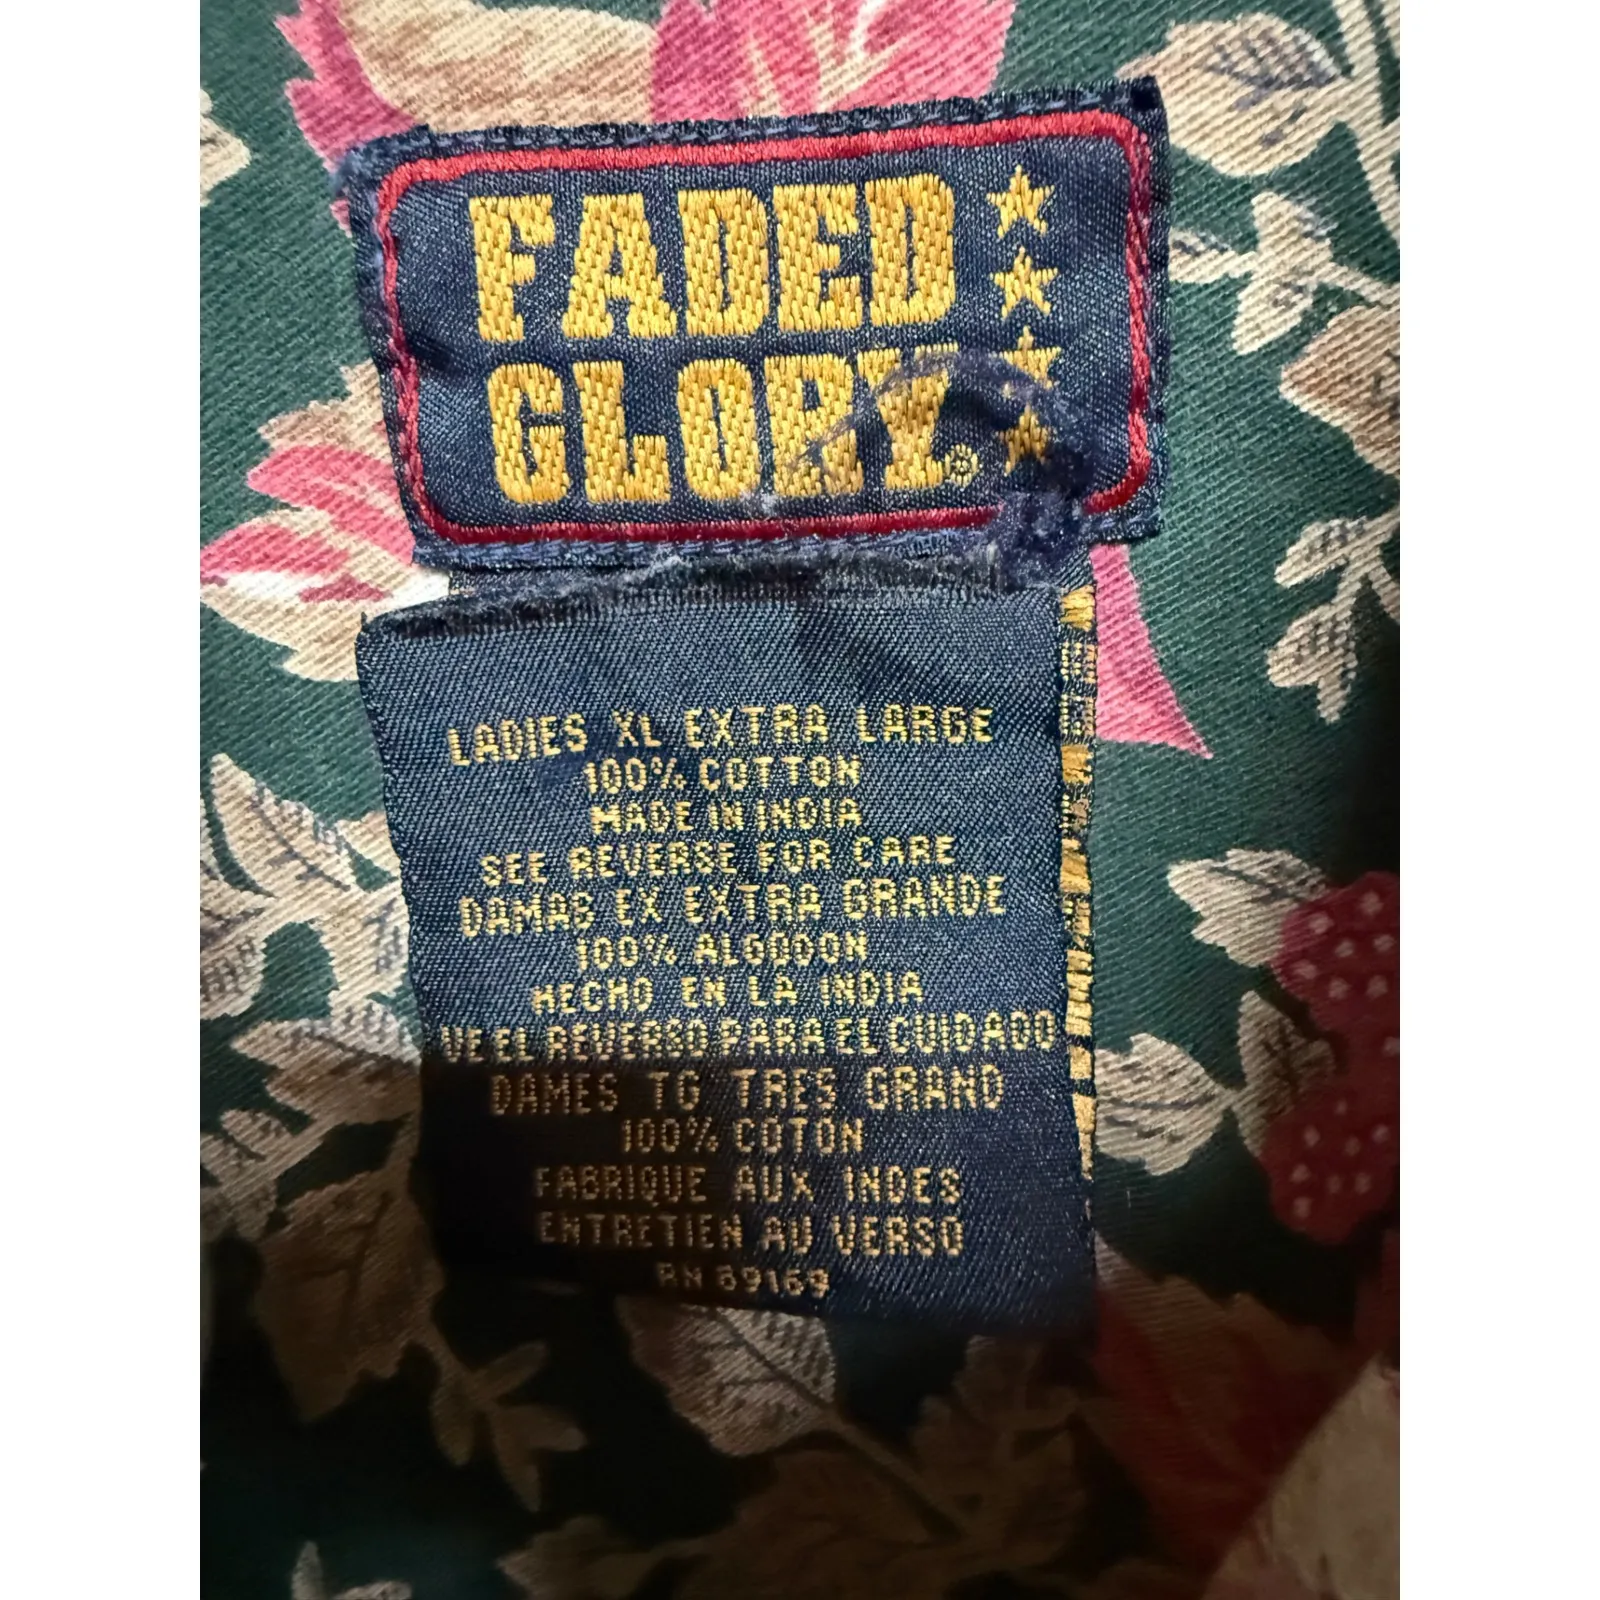 FADED
GLORY®
LADIES XL EXTRA LARGE
100% COTTON
MADE IN INDIA
SEE REVERSE FOR CARE
DAMAS EX EXTRA GRANDE
100% ALGODON
HECHO EN LA INDIA
VE EL REVERSO PARA EL CUIDADO
DAMES TG TRES GRAND
100% COTON
FABRIQUE AUX INDES
ENTRETIEN AU VERSO
RN 89169